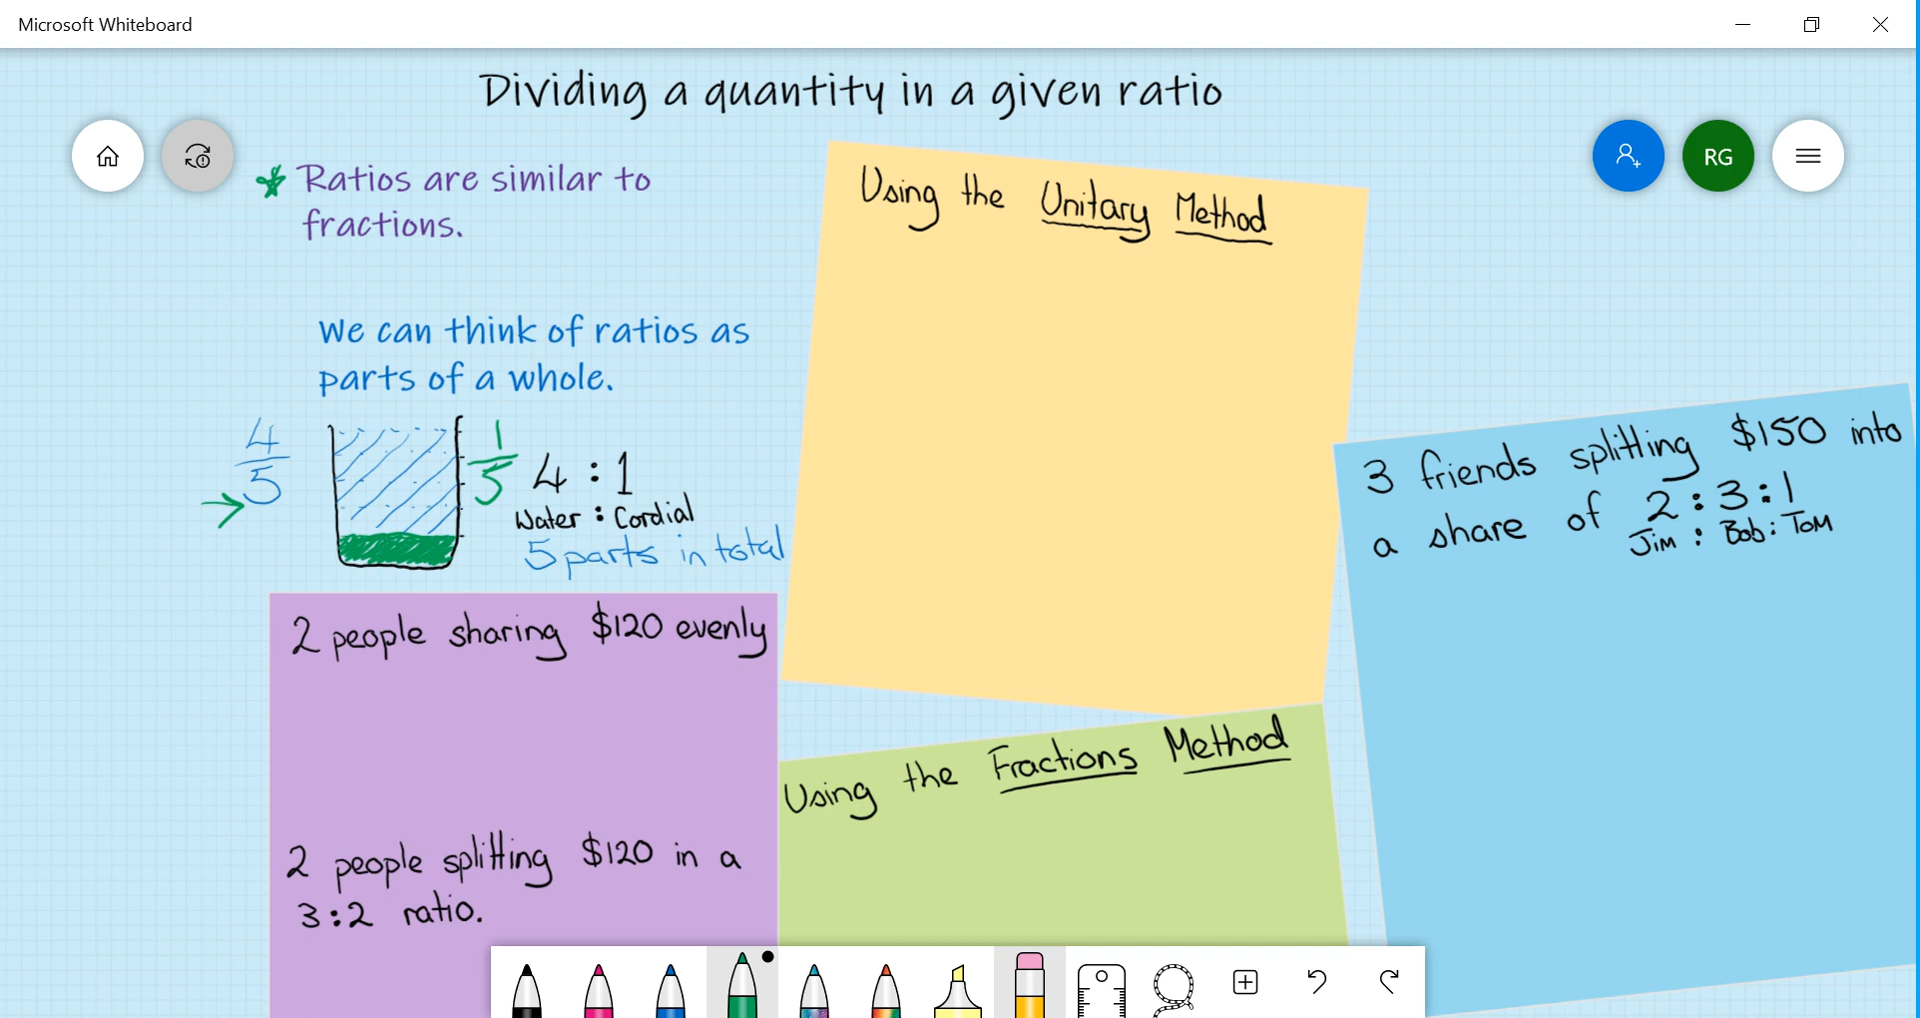 Microsoft Whiteboard
Dividing a quantity in a given ratio
RG
Ratios are similar to
fractions.
We can think of ratios as
parts of a whole.
4/5
1/5
4 : 1
Water : Cordial
5 parts in total
2 people sharing $120 evenly
2 people splitting $120 in a
3:2 ratio.
Using the Unitary Method
Using the Fractions Method
3 friends splitting $150 into
a share of 2:3:1
Jim : Bob : Tom